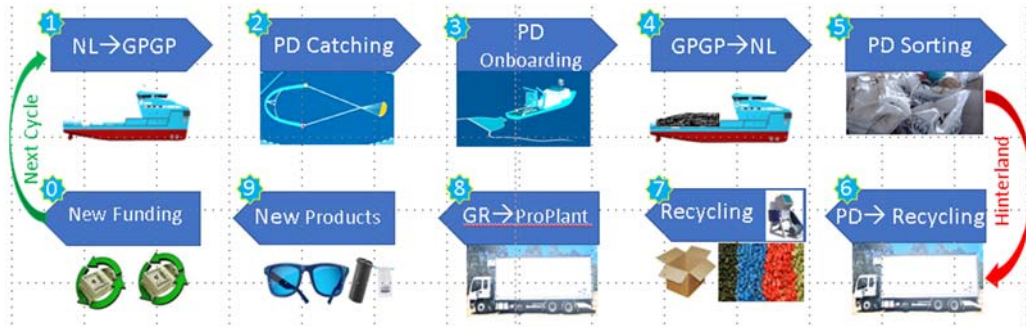 1
NL→GPGP
2
PD Catching
3
PD
Onboarding
4
GPGP→NL
5
PD Sorting
Next Cycle
Hinterland
0
New Funding
9
New Products
8
GR→ProPlant
7
Recycling
6
PD→ Recycling